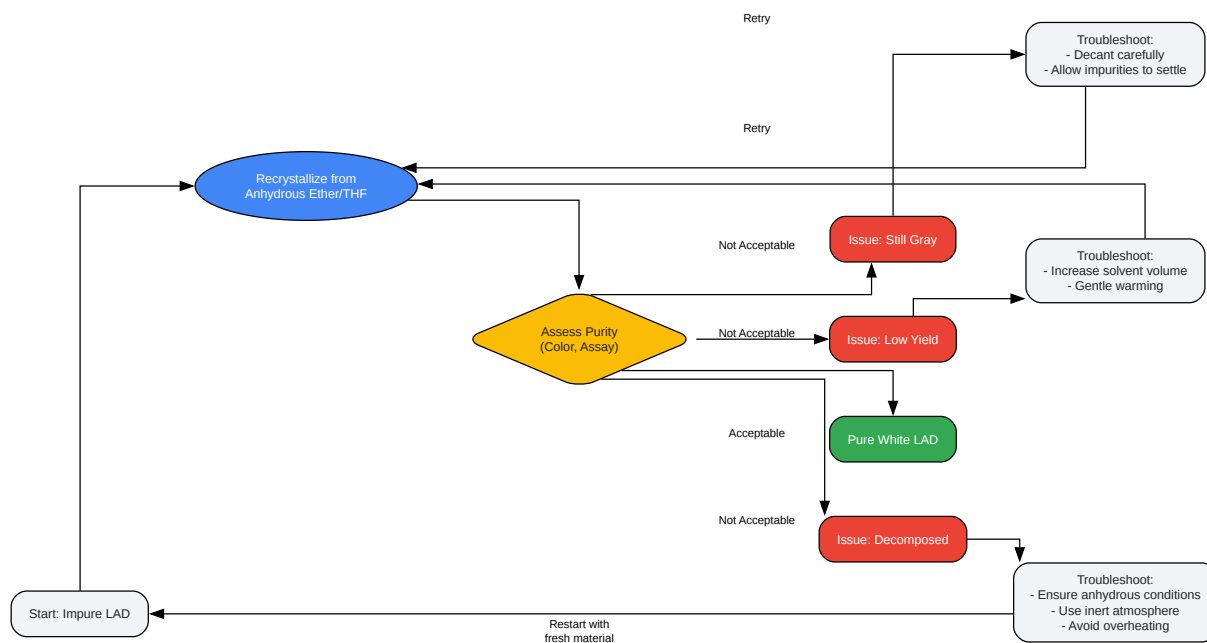 Retry
Troubleshoot:
- Decant carefully
- Allow impurities to settle
Retry
Recrystallize from
Anhydrous Ether/THF
Not Acceptable
Issue: Still Gray
Troubleshoot:
- Increase solvent volume
- Gentle warming
Assess Purity
(Color, Assay)
Not Acceptable
Issue: Low Yield
Acceptable
Pure White LAD
Not Acceptable
Issue: Decomposed
Start: Impure LAD
Troubleshoot:
- Ensure anhydrous conditions
- Use inert atmosphere
- Avoid overheating
Restart with
fresh material